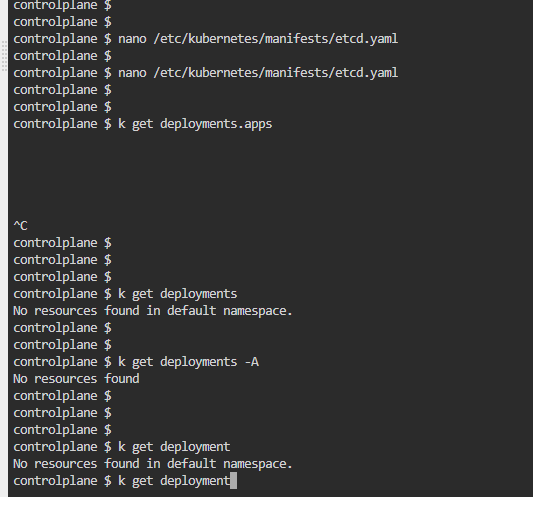 controlplane $
controlplane $
controlplane $ nano /etc/kubernetes/manifests/etcd.yaml
controlplane $
controlplane $ nano /etc/kubernetes/manifests/etcd.yaml
controlplane $
controlplane $
controlplane $ k get deployments.apps
^C
controlplane $
controlplane $
controlplane $
controlplane $ k get deployments
No resources found in default namespace.
controlplane $
controlplane $
controlplane $ k get deployments -A
No resources found
controlplane $
controlplane $
controlplane $
controlplane $ k get deployment
No resources found in default namespace.
controlplane $ k get deployment